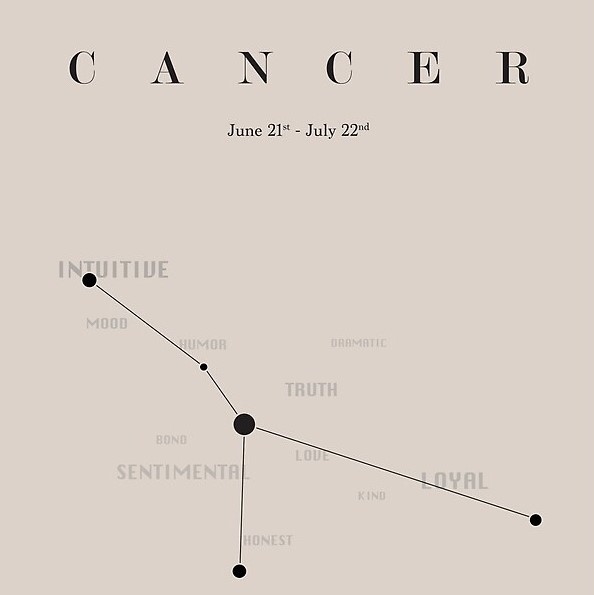 CANCER
June 21st - July 22nd
INTUITIVE
MOOD
HUMOR
DRAMATIC
TRUTH
BOND
LOVE
SENTIMENTAL
LOYAL
KIND
HONEST